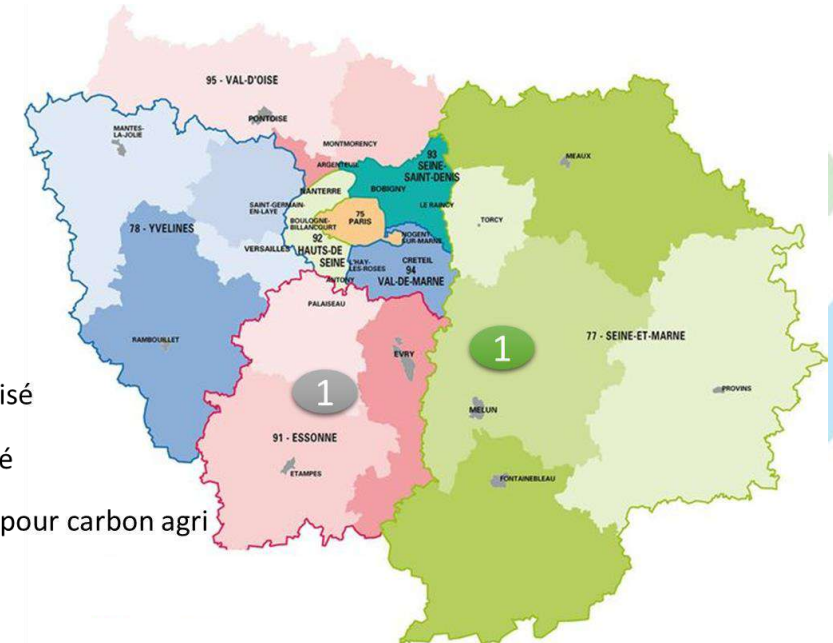 95 - VAL-D'OISE
PONTOISE
MANTES-
LA-JOLIE
MONTMORENCY
ARGENTEUIL
93
SEINE-
SAINT-DENIS
MEAUX
NANTERRE
BOBIGNY
SAINT-GERMAIN-
EN-LAYE
LE RAINCY
75
PARIS
TORCY
BOULOGNE-
BILLANCOURT
78 - YVELINES
92
HAUTS-DE
SEINE
NOGENT
SUR-MARNE
VERSAILLES
L'HAY-
LES-ROSES
CRETEIL
94
VAL-DE-MARNE
ANTONY
PALAISEAU
RAMBOUILLET
EVRY
1
77 - SEINE-ET-MARNE
1
PROVINS
isé
MELUN
91 - ESSONNE
é
ETAMPES
FONTAINEBLEAU
pour carbon agri